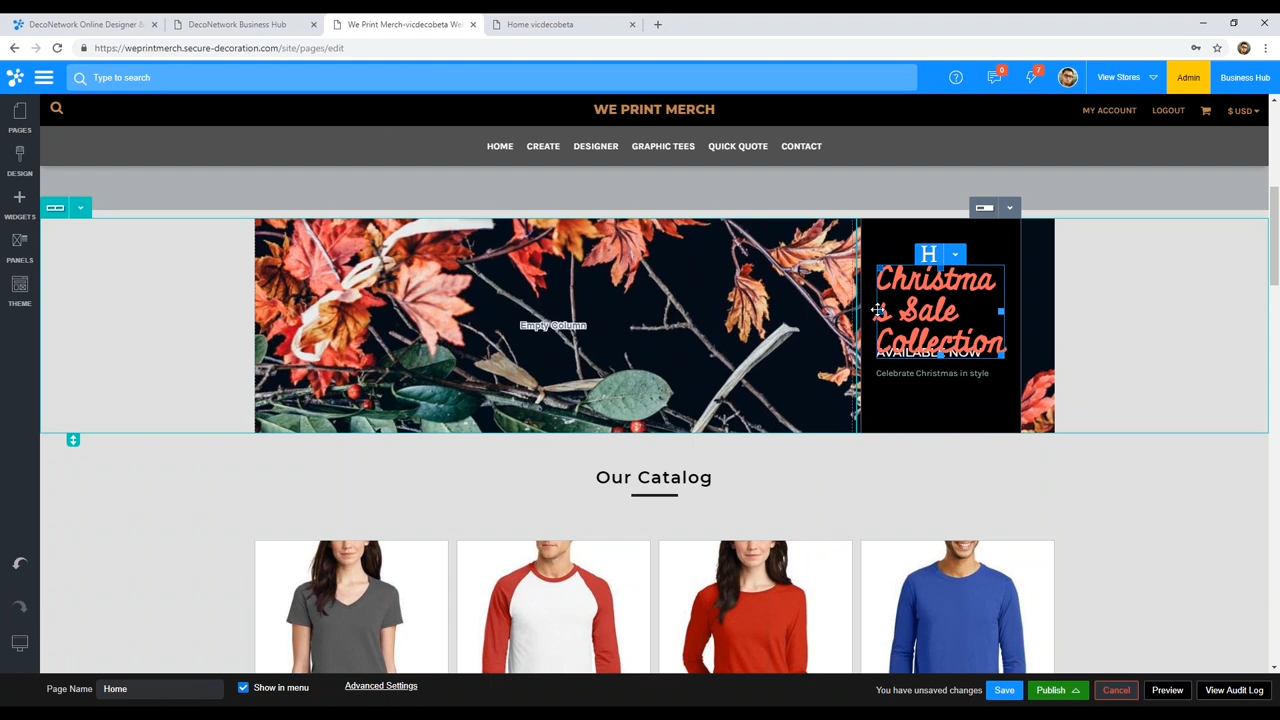 DecoNetwork Online Designer &
DecoNetwork Business Hub
We Print Merch-vicdecobeta We
Home vicdecobeta
https://weprintmerch.secure-decoration.com/site/pages/edit
Type to search
0
7
View Stores
Admin
Business Hub
PAGES
DESIGN
WIDGETS
PANELS
THEME
WE PRINT MERCH
MY ACCOUNT
LOGOUT
$ USD
HOME
CREATE
DESIGNER
GRAPHIC TEES
QUICK QUOTE
CONTACT
Empty Column
H
Christma
s Sale
Collection
AVAILABLE NOW
Celebrate Christmas in style
Our Catalog
Page Name
Home
Show in menu
Advanced Settings
You have unsaved changes
Save
Publish
Cancel
Preview
View Audit Log